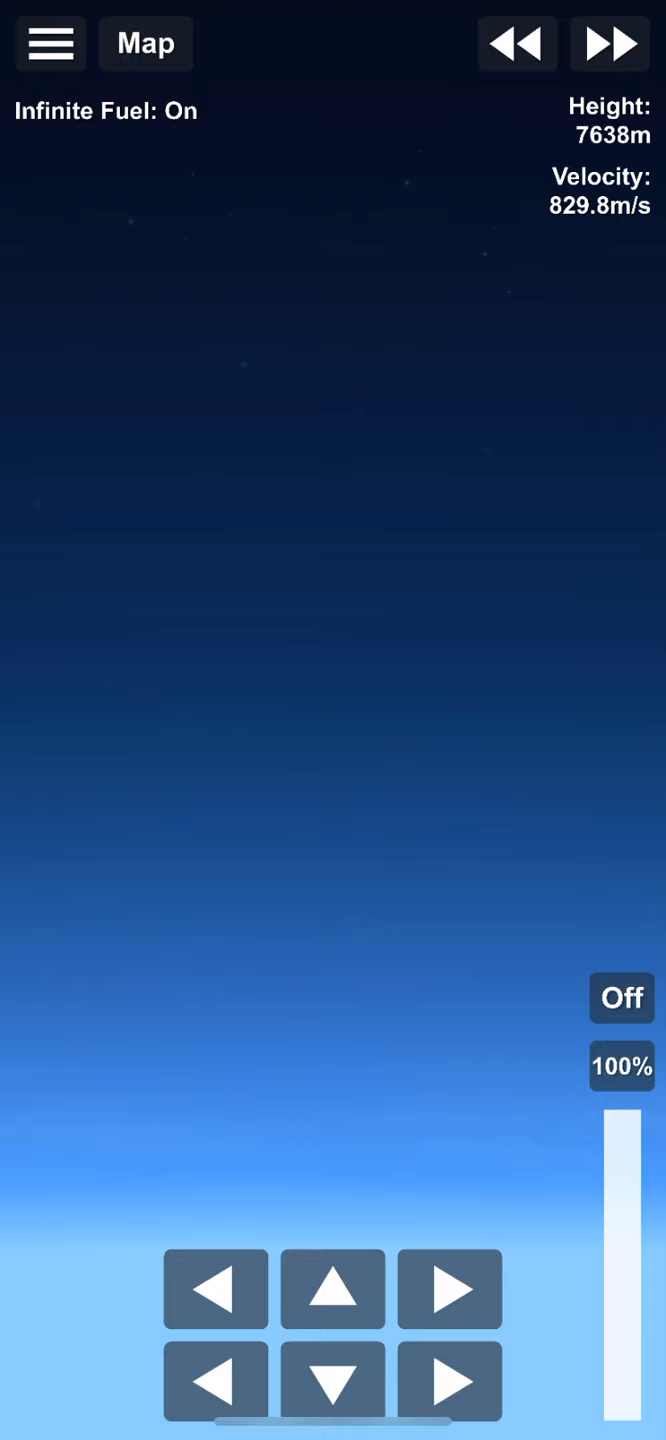 Map
Infinite Fuel: On
Height:
7638m
Velocity:
829.8m/s
Off
100%